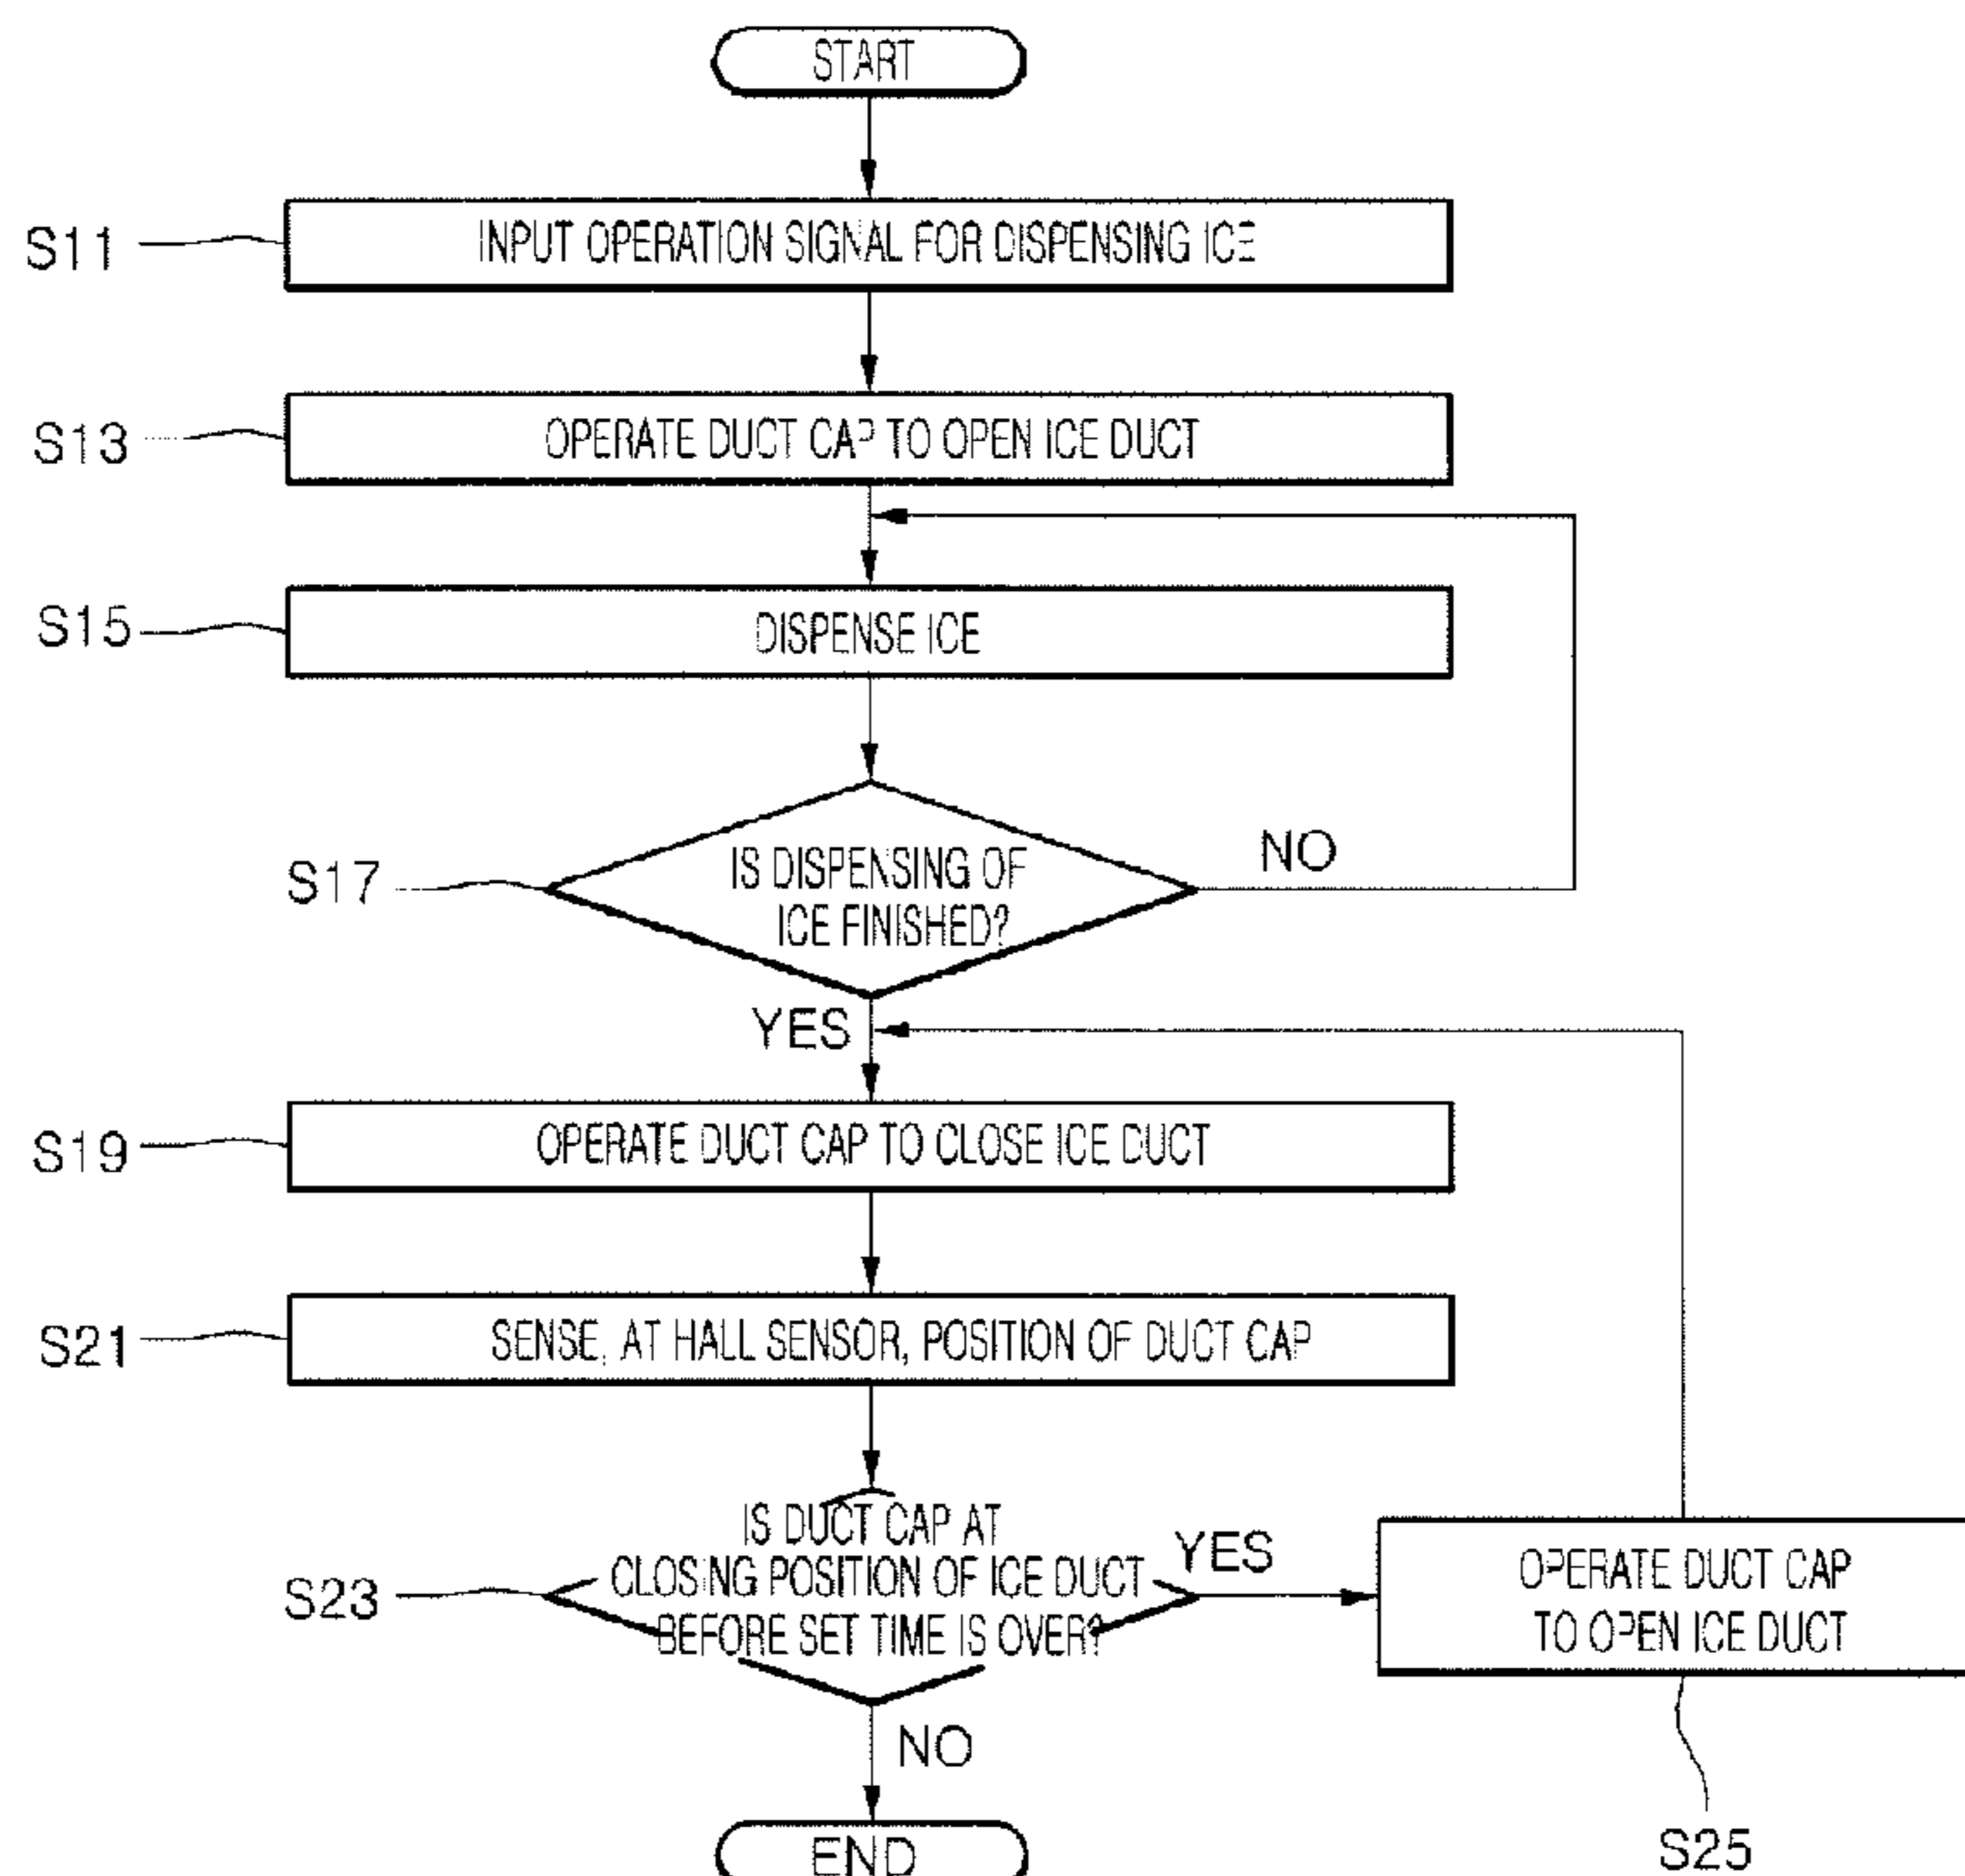 START
S11
INPUT OPERATION SIGNAL FOR DISPENSING ICE
S13
OPERATE DUCT CAP TO OPEN ICE DUCT
S15
DISPENSE ICE
S17
IS DISPENSING OF
ICE FINISHED?
NO
YES
S19
OPERATE DUCT CAP TO CLOSE ICE DUCT
S21
SENSE, AT HALL SENSOR, POSITION OF DUCT CAP
S23
IS DUCT CAP AT
CLOSING POSITION OF ICE DUCT
BEFORE SET TIME IS OVER?
YES
OPERATE DUCT CAP
TO OPEN ICE DUCT
NO
S25
END